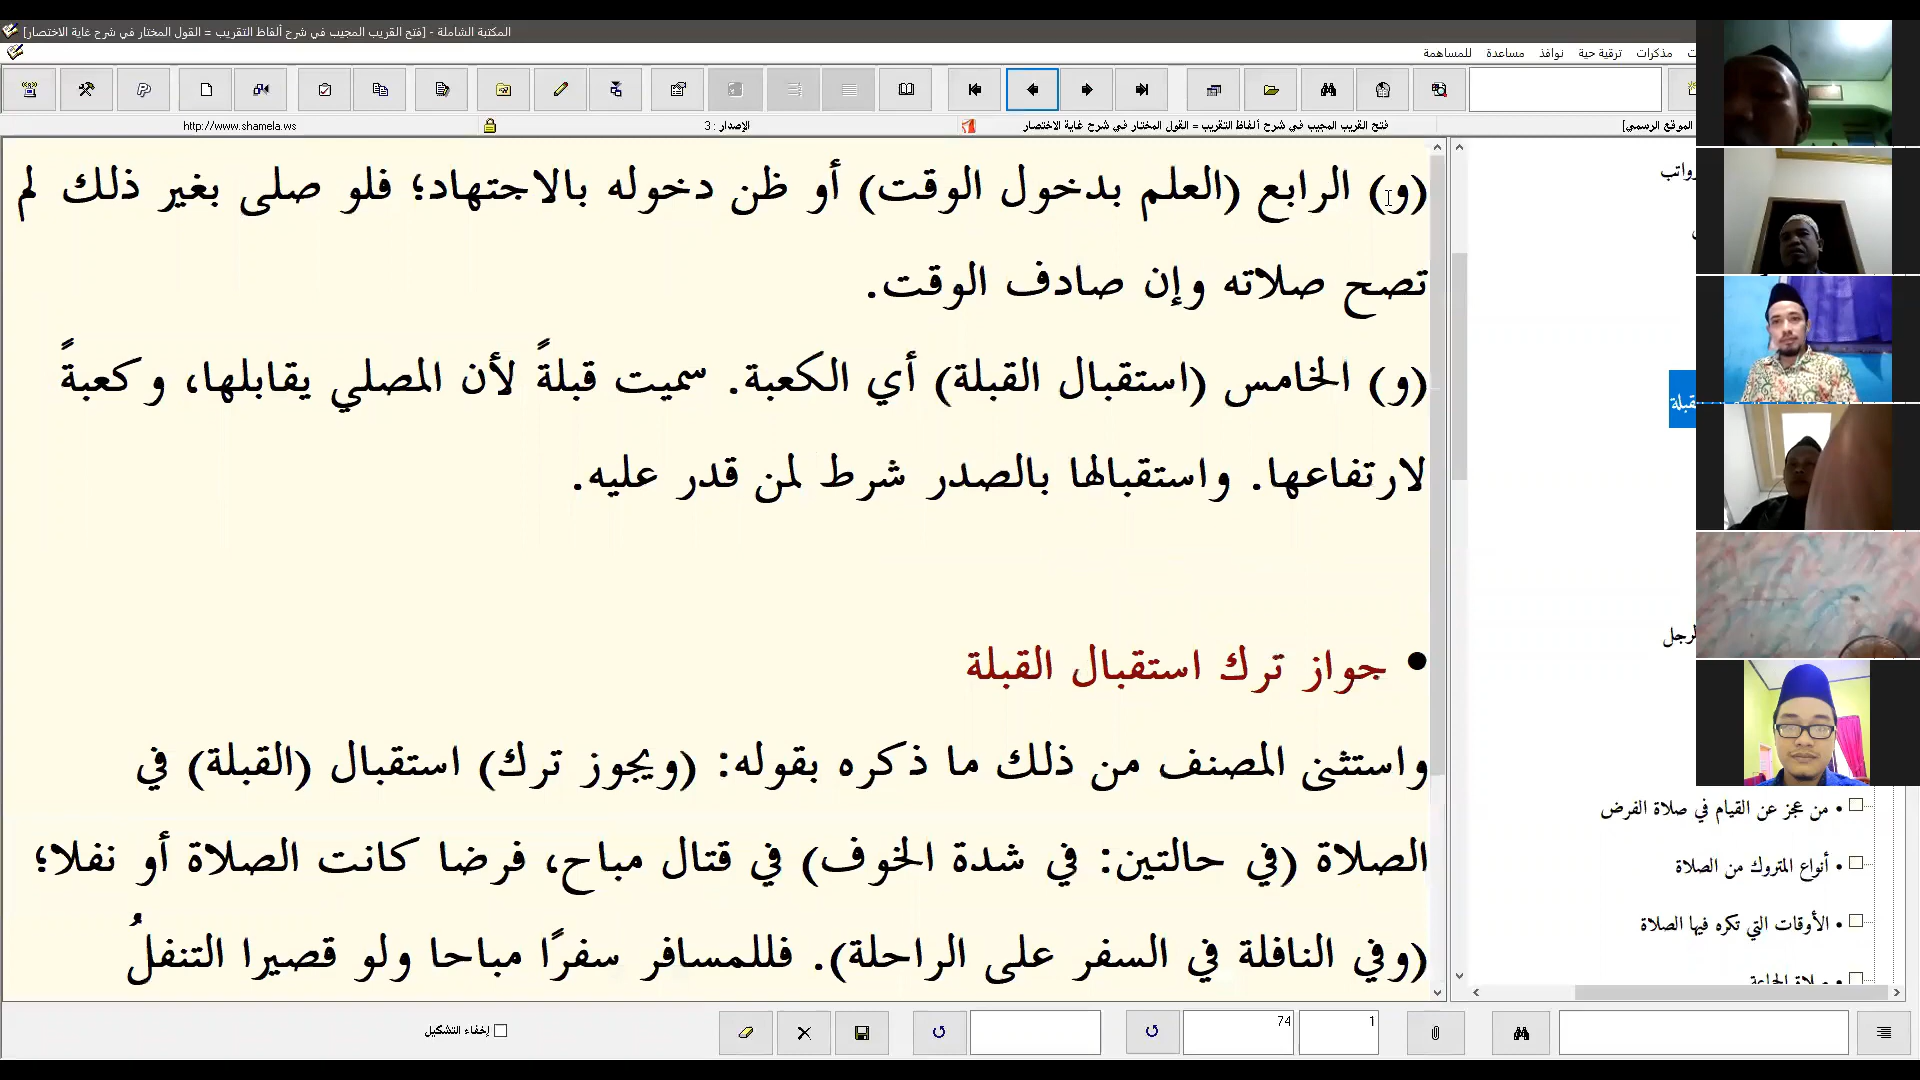 المكتبة الشاملة - [فتح القريب المجيب في شرح ألفاظ التقريب = القول المختار في شرح غاية الاختصار]
مذكرات ترقية حية نوافذ مساعدة للمساهمة
الموقع الرسمي]
فتح القريب المجيب في شرح ألفاظ التقريب = القول المختار في شرح غاية الاختصار
الإصدار : 3
http://www.shamela.ws
(و) الرابع (العلم بدخول الوقت) أو ظن دخوله بالاجتهاد؛ فلو صلى بغير ذلك لم
تصح صلاته وإن صادف الوقت.
(و) الخامس (استقبال القبلة) أي الكعبة. سميت قبلةً لأن المصلي يقابلها، وكعبةً
لارتفاعها. واستقبالها بالصدر شرط لمن قدر عليه.
• جواز ترك استقبال القبلة
واستثنى المصنف من ذلك ما ذكره بقوله: (ويجوز ترك) استقبال (القبلة) في
الصلاة (في حالتين: في شدة الخوف) في قتال مباح، فرضا كانت الصلاة أو نفلا؛
(وفي النافلة في السفر على الراحلة). فللمسافر سفرًا مباحا ولو قصيرا التنفلُ
• من عجز عن القيام في صلاة الفرض
• أنواع المتروك من الصلاة
• الأوقات التي تكره فيها الصلاة
• صلاة الجماعة
1
74
إخفاء التشكيل